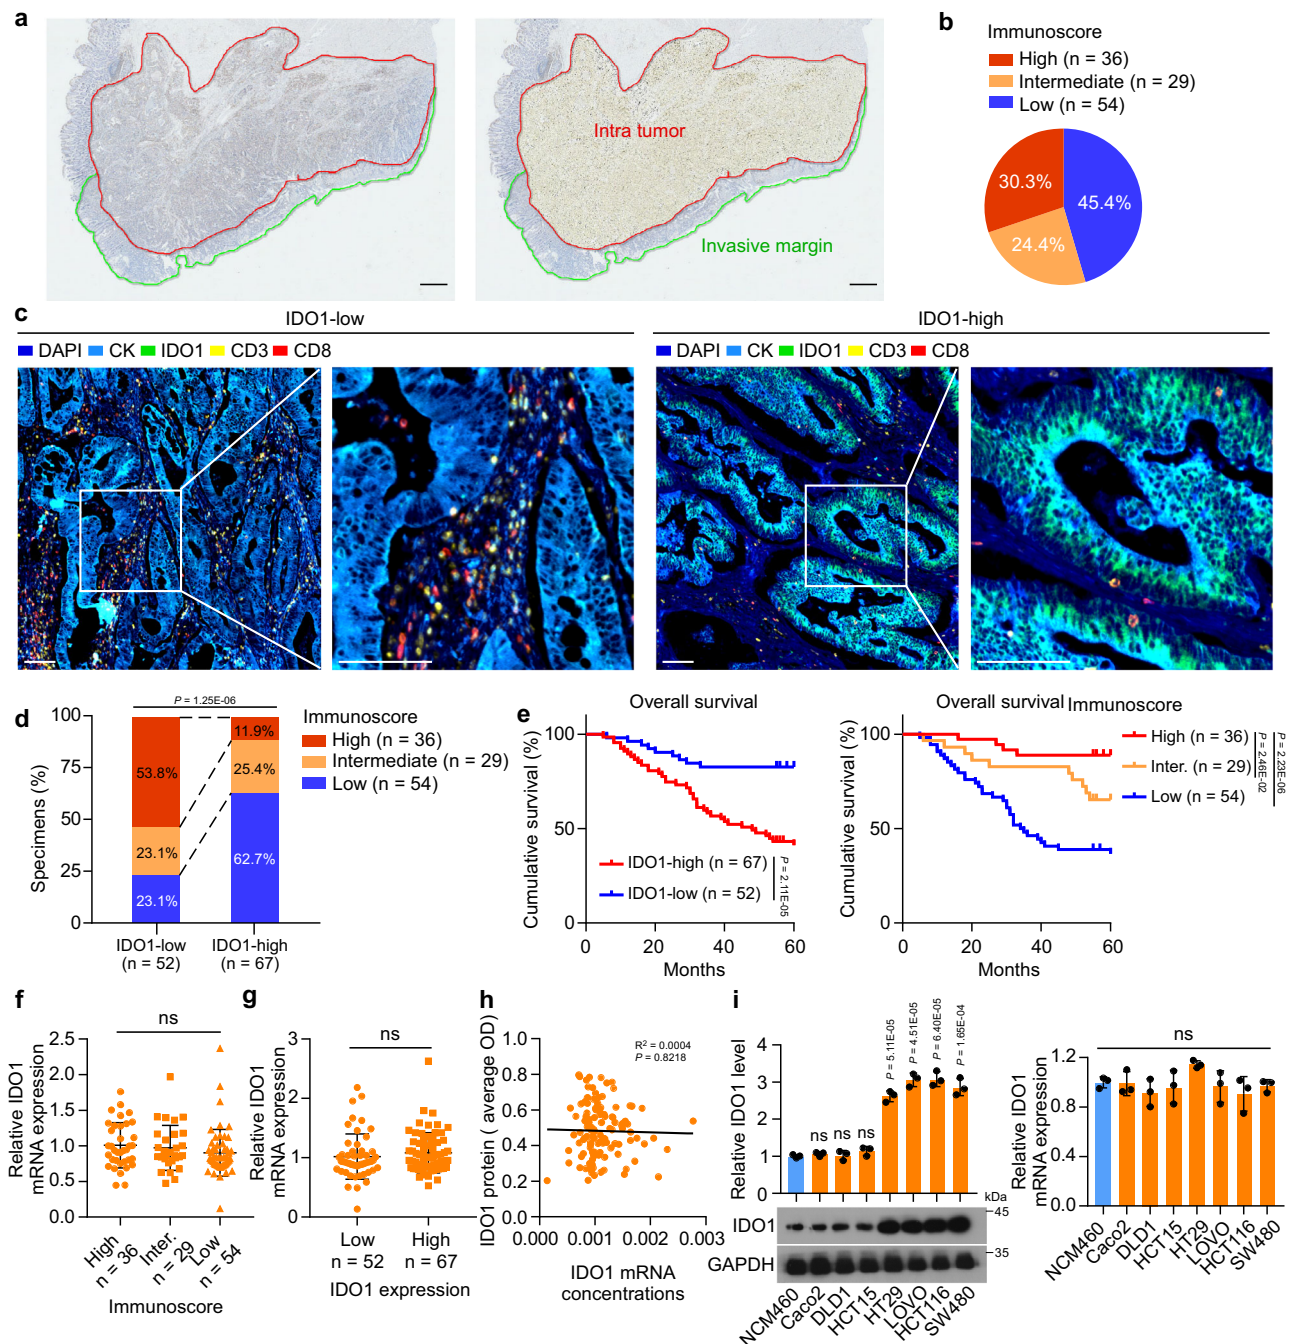 a
Intra tumor
Invasive margin
b
Immunoscore
High (n = 36)
Intermediate (n = 29)
Low (n = 54)
30.3%
45.4%
24.4%
c
IDO1-low
DAPI CK IDO1 CD3 CD8
IDO1-high
DAPI CK IDO1 CD3 CD8
d
P = 1.25E-06
Specimens (%)
100
75
50
25
0
53.8%
23.1%
23.1%
11.9%
25.4%
62.7%
IDO1-low
(n = 52)
IDO1-high
(n = 67)
Immunoscore
High (n = 36)
Intermediate (n = 29)
Low (n = 54)
e
Overall survival
Cumulative survival (%)
100
50
0
0 20 40 60
Months
IDO1-high (n = 67)
IDO1-low (n = 52)
P = 2.11E-05
Overall survival
Cumulative survival (%)
100
50
0
0 20 40 60
Months
Immunoscore
High (n = 36)
Inter. (n = 29)
Low (n = 54)
P = 2.46E-02
P = 2.23E-06
f
Relative IDO1
mRNA expression
2.5
2.0
1.5
1.0
0.5
0.0
ns
High
n = 36
Inter.
n = 29
Low
n = 54
Immunoscore
g
Relative IDO1
mRNA expression
3
2
1
0
ns
Low
n = 52
High
n = 67
IDO1 expression
h
IDO1 protein ( average OD)
1.0
0.8
0.6
0.4
0.2
0.0
R2 = 0.0004
P = 0.8218
0.000 0.001 0.002 0.003
IDO1 mRNA
concentrations
i
Relative IDO1 level
4
3
2
1
0
ns ns ns
P = 5.11E-05
P = 4.51E-05
P = 6.40E-05
P = 1.65E-04
kDa
IDO1
45
GAPDH
35
NCM460
Caco2
DLD1
HCT15
HT29
LOVO
HCT116
SW480
Relative IDO1
mRNA expression
1.2
0.8
0.4
0.0
ns
NCM460
Caco2
DLD1
HCT15
HT29
LOVO
HCT116
SW480